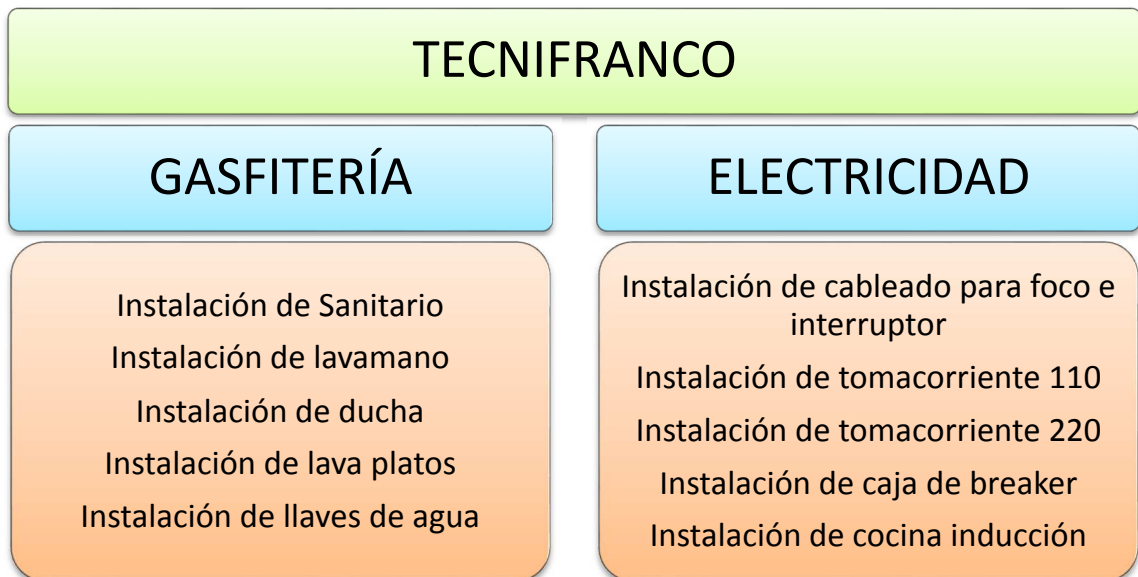 TECNIFRANCO
GASFITERÍA
Instalación de Sanitario
Instalación de lavamano
Instalación de ducha
Instalación de lava platos
Instalación de llaves de agua
ELECTRICIDAD
Instalación de cableado para foco e
interruptor
Instalación de tomacorriente 110
Instalación de tomacorriente 220
Instalación de caja de breaker
Instalación de cocina inducción